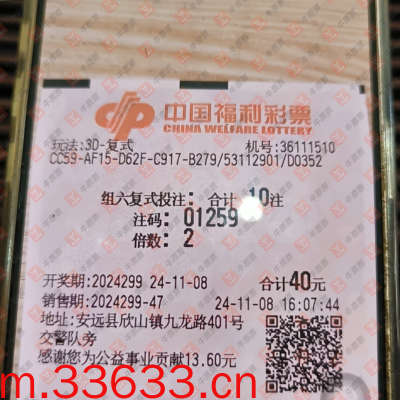 中国福利彩票
CHINA WELFARE LOTTERY
玩法:3D-复式 机号:36111510
CC59-AF15-D62F-C917-B279/53112901/D0352
组六复式投注: 合计 10注
注码: 01259
倍数: 2
开奖期:2024299 24-11-08 合计40元
销售期:2024299-47 24-11-08 16:07:44
地址:安远县欣山镇九龙路401号
交警队旁
感谢您为公益事业贡献13.60元
m.33633.cn